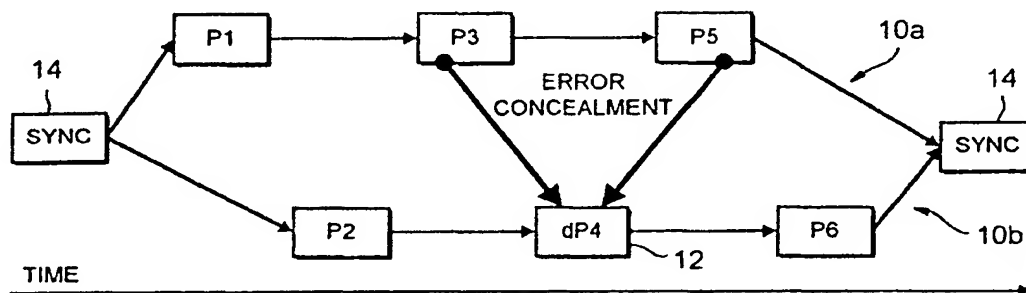 P1
P3
P5
10a
14
ERROR
CONCEALMENT
14
SYNC
SYNC
P2
dP4
P6
12
10b
TIME